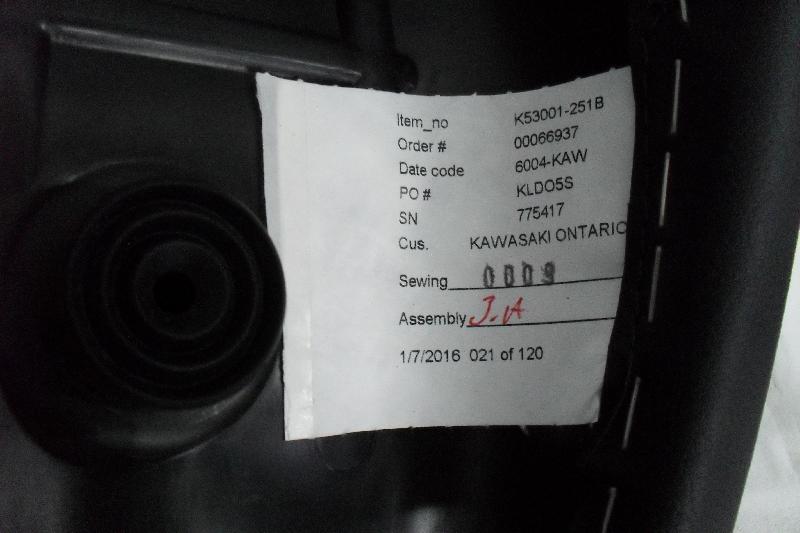 Item_no K53001-251B
Order # 00066937
Date code 6004-KAW
PO # KLDO5S
SN 775417
Cus. KAWASAKI ONTARIO
Sewing 0009
Assembly J.A
1/7/2016 021 of 120